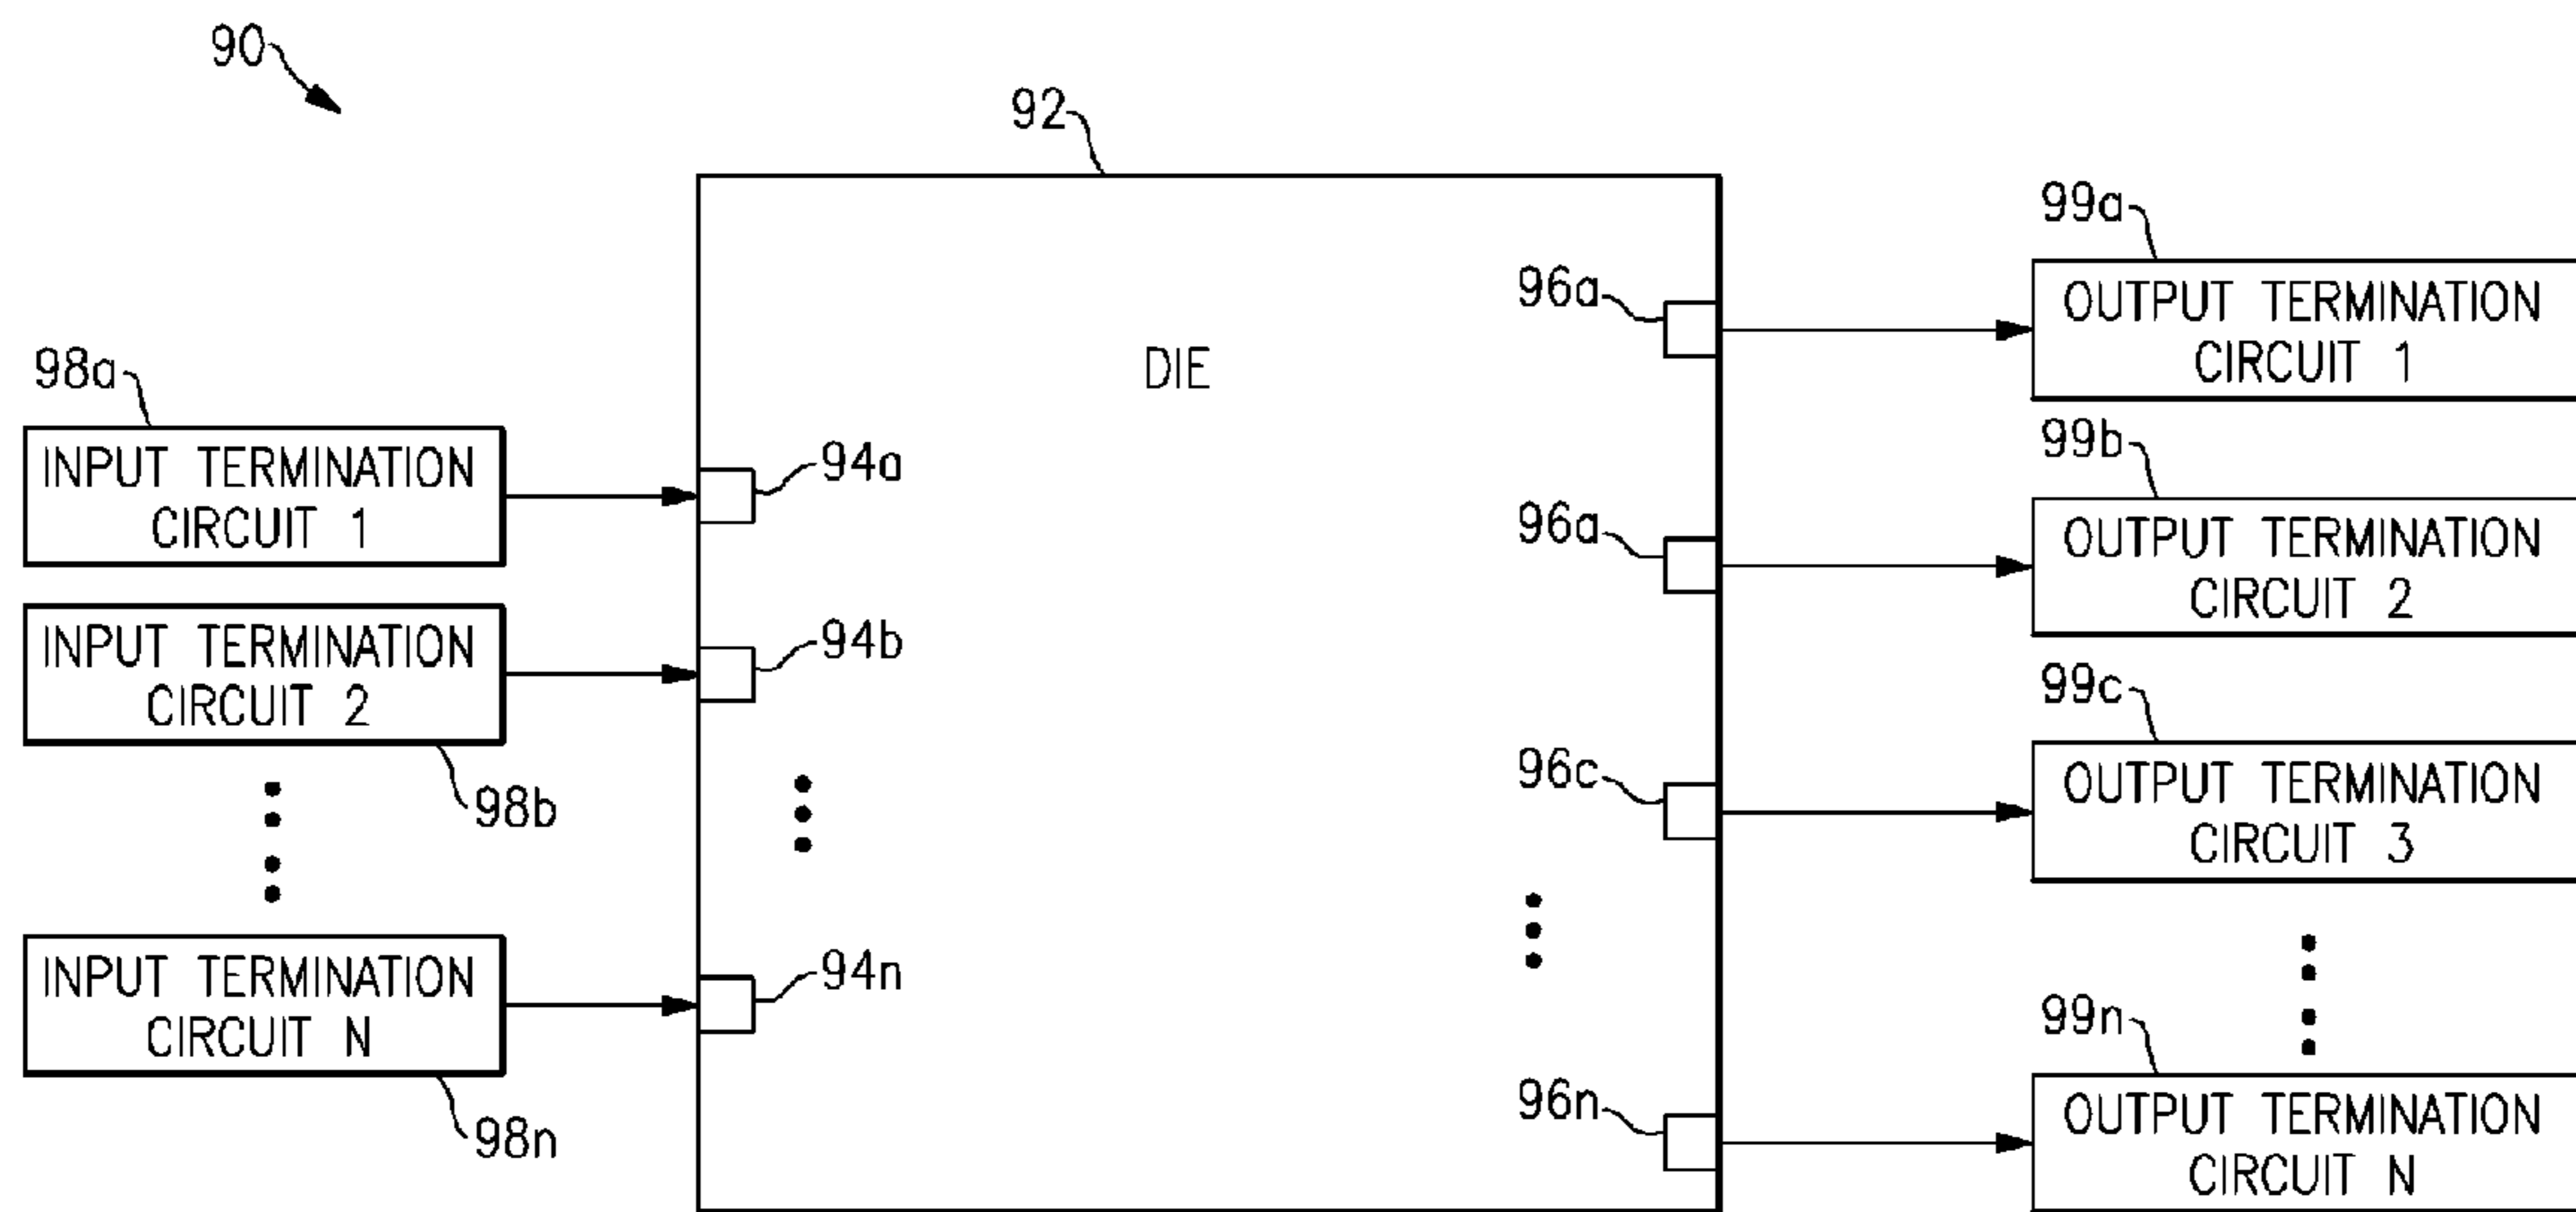 90
92
DIE
98a
INPUT TERMINATION
CIRCUIT 1
94a
INPUT TERMINATION
CIRCUIT 2
98b
94b
INPUT TERMINATION
CIRCUIT N
98n
94n
96a
99a
OUTPUT TERMINATION
CIRCUIT 1
96a
99b
OUTPUT TERMINATION
CIRCUIT 2
96c
99c
OUTPUT TERMINATION
CIRCUIT 3
96n
99n
OUTPUT TERMINATION
CIRCUIT N